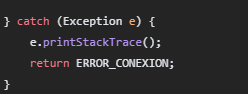 } catch (Exception e) {
    e.printStackTrace();
    return ERROR_CONEXION;
}